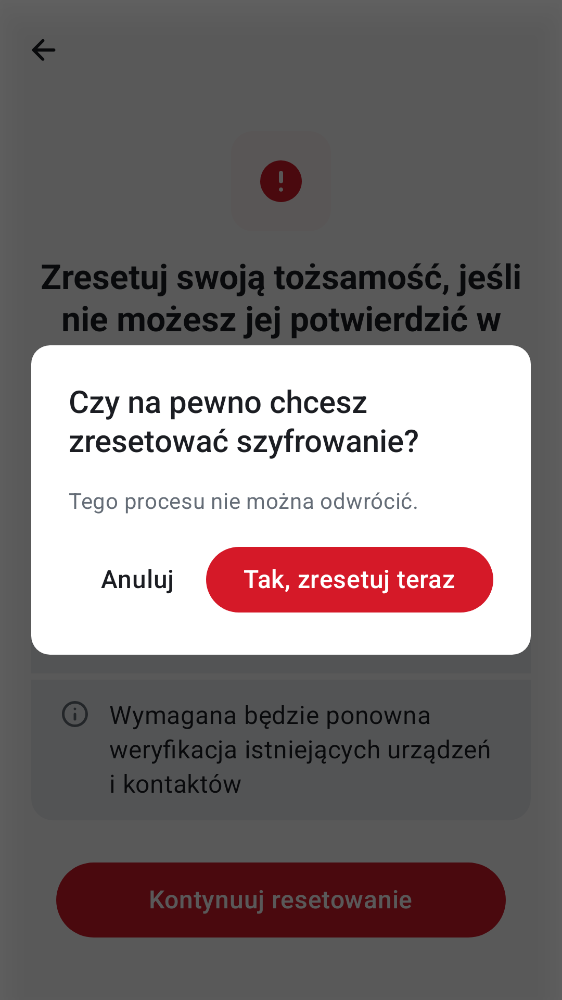 Zresetuj swoją tożsamość, jeśli
nie możesz jej potwierdzić w
Czy na pewno chcesz
zresetować szyfrowanie?
Tego procesu nie można odwrócić.
Anuluj
Tak, zresetuj teraz
Wymagana będzie ponowna
weryfikacja istniejących urządzeń
i kontaktów
Kontynuuj resetowanie